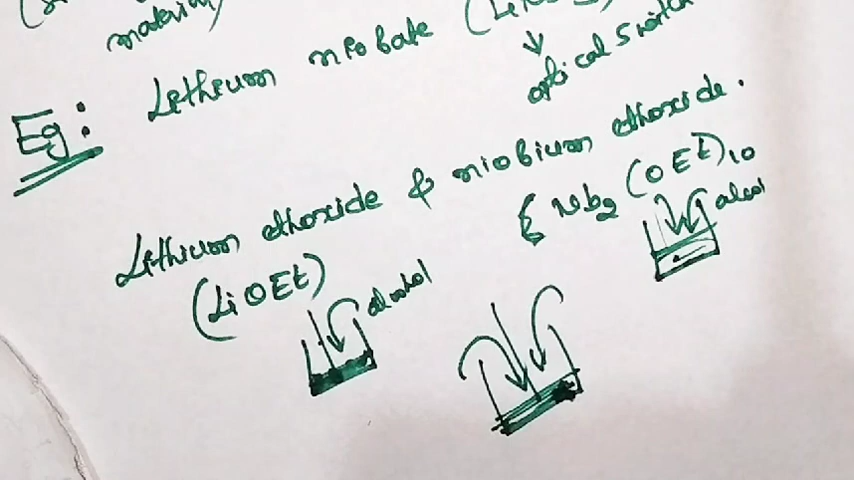 material)
Eg: Lithium niobate
optical switch
Lithium ethoxide & niobium ethoxide.
(LiOEt) { Nb2 (OEt)10
alcohol alcol